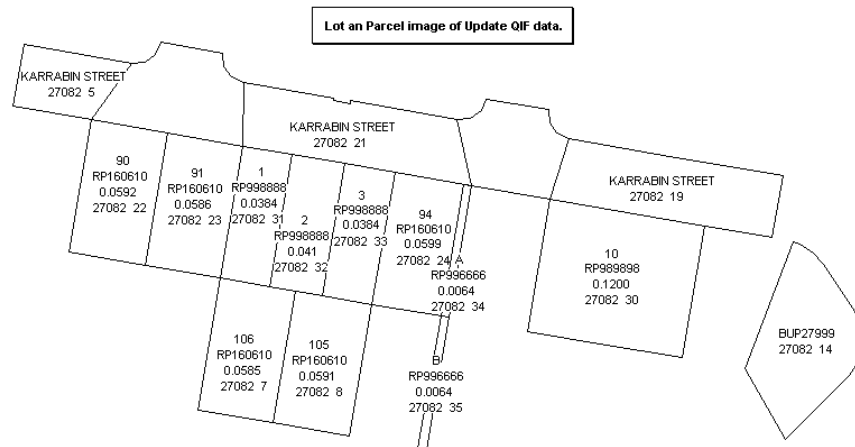 Lot an Parcel image of Update QIF data.
KARRABIN STREET
27082 5
KARRABIN STREET
27082 21
KARRABIN STREET
27082 19
90
RP160610
0.0592
27082 22
91
RP160610
0.0586
27082 23
1
RP998888
0.0384
27082 31
2
RP998888
0.041
27082 32
3
RP998888
0.0384
27082 33
94
RP160610
0.0599
27082 24
A
RP996666
0.0064
27082 34
10
RP989898
0.1200
27082 30
BUP27999
27082 14
106
RP160610
0.0585
27082 7
105
RP160610
0.0591
27082 8
B
RP996666
0.0064
27082 35